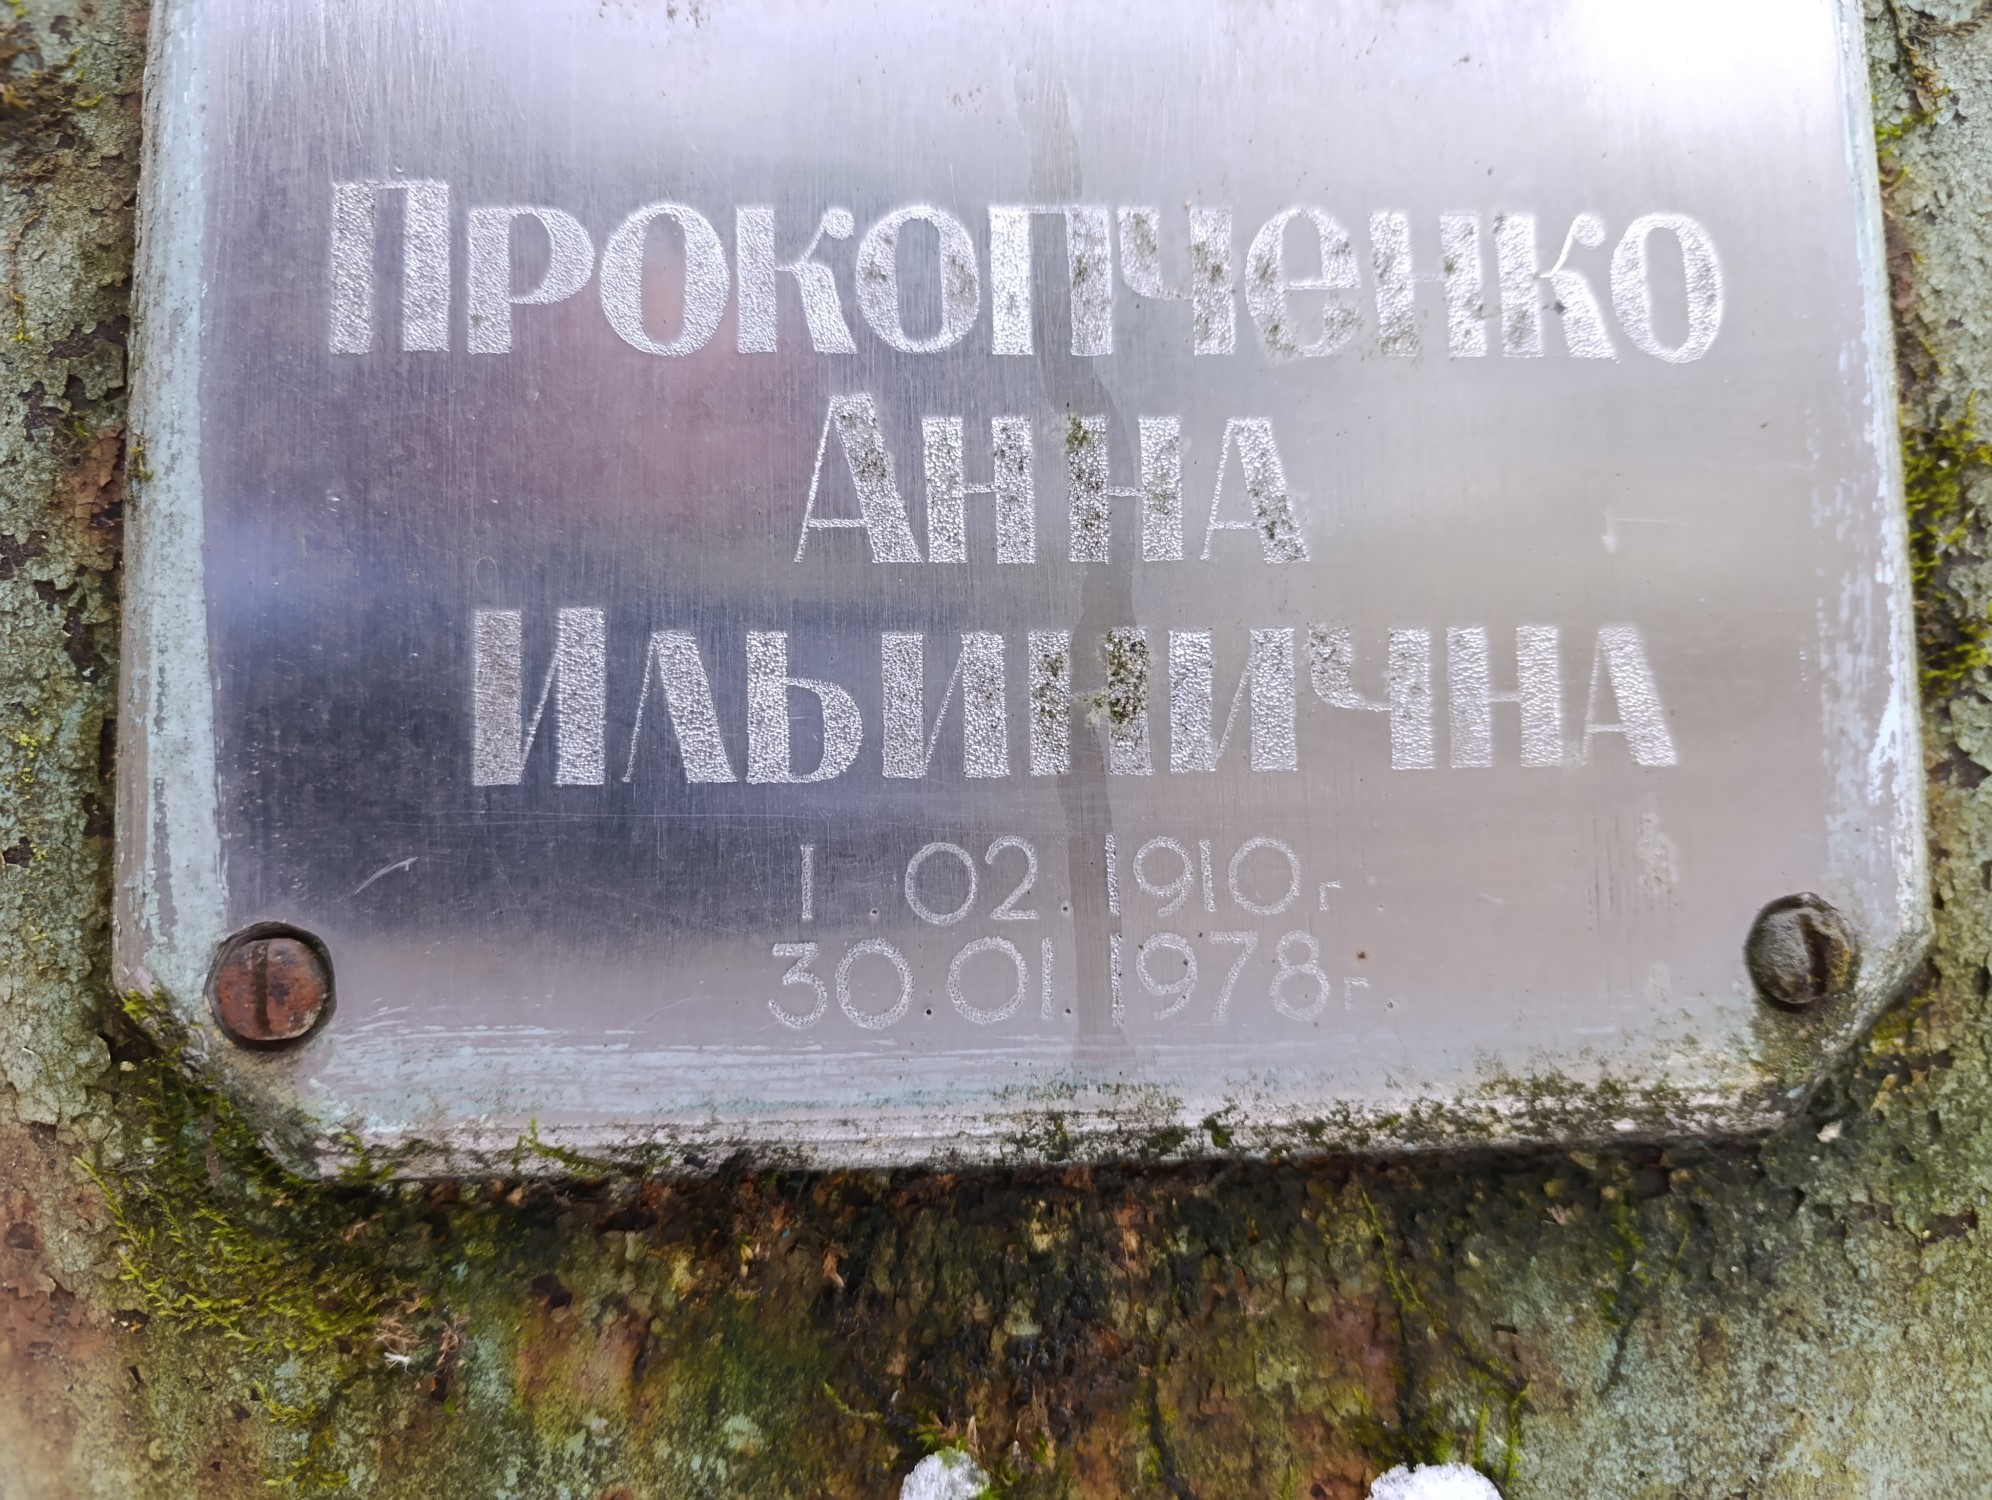 Прокопченко
Анна
Ильинична
1.02.1910г
30.01.1978г